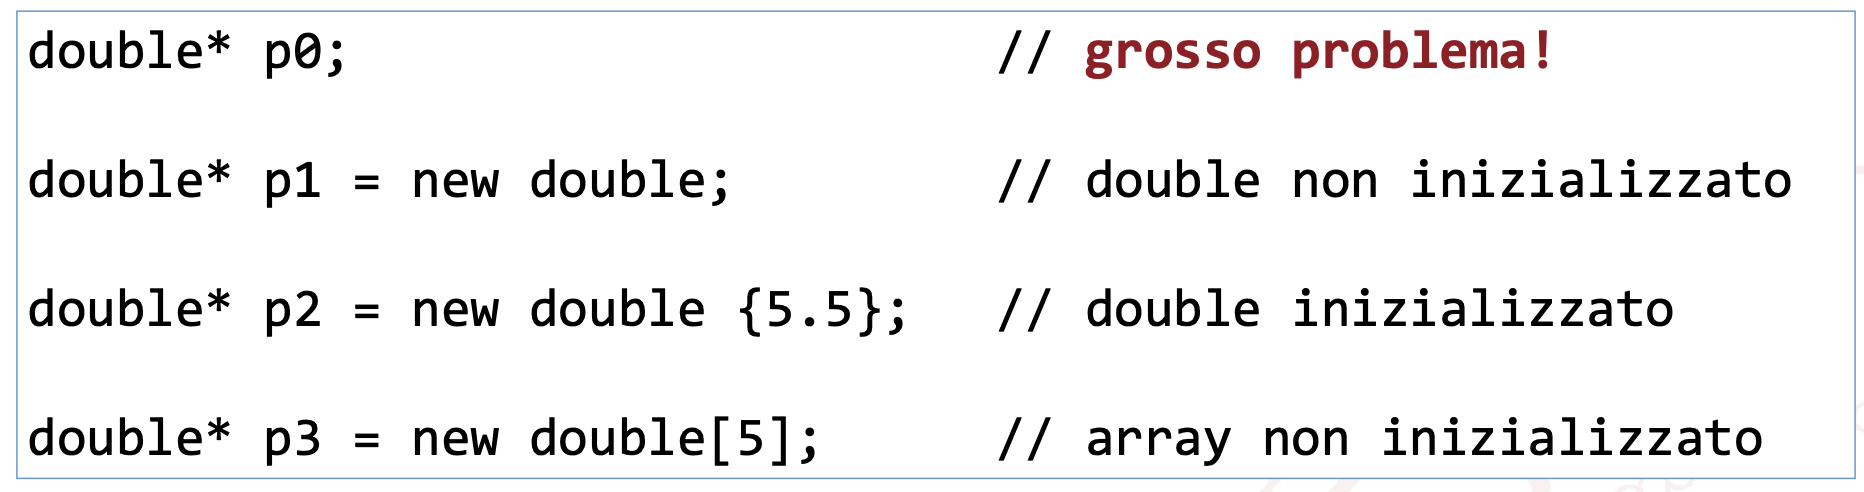 double* p0; // grosso problema!
double* p1 = new double; // double non inizializzato
double* p2 = new double {5.5}; // double inizializzato
double* p3 = new double[5]; // array non inizializzato